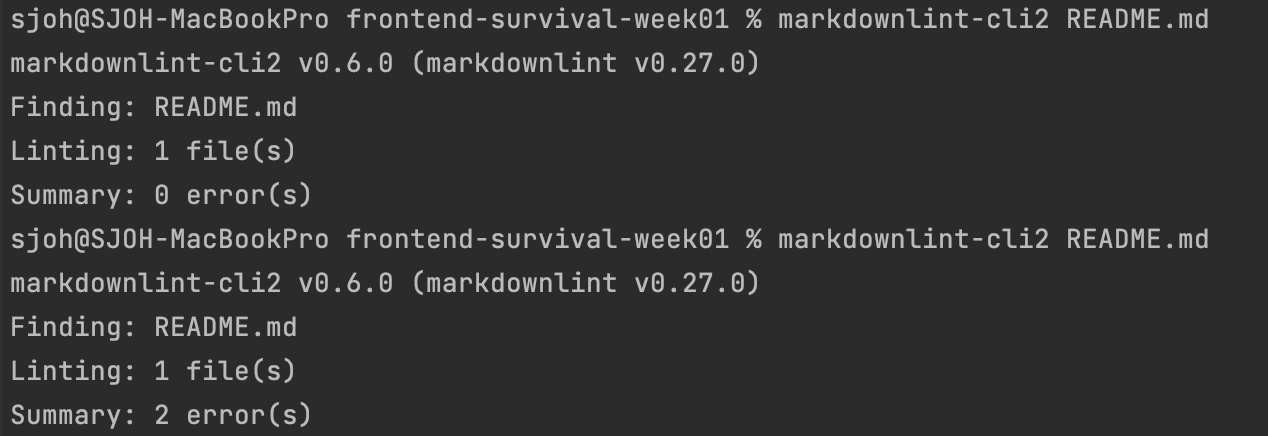 sjoh@SJOH-MacBookPro frontend-survival-week01 % markdownlint-cli2 README.md
markdownlint-cli2 v0.6.0 (markdownlint v0.27.0)
Finding: README.md
Linting: 1 file(s)
Summary: 0 error(s)
sjoh@SJOH-MacBookPro frontend-survival-week01 % markdownlint-cli2 README.md
markdownlint-cli2 v0.6.0 (markdownlint v0.27.0)
Finding: README.md
Linting: 1 file(s)
Summary: 2 error(s)